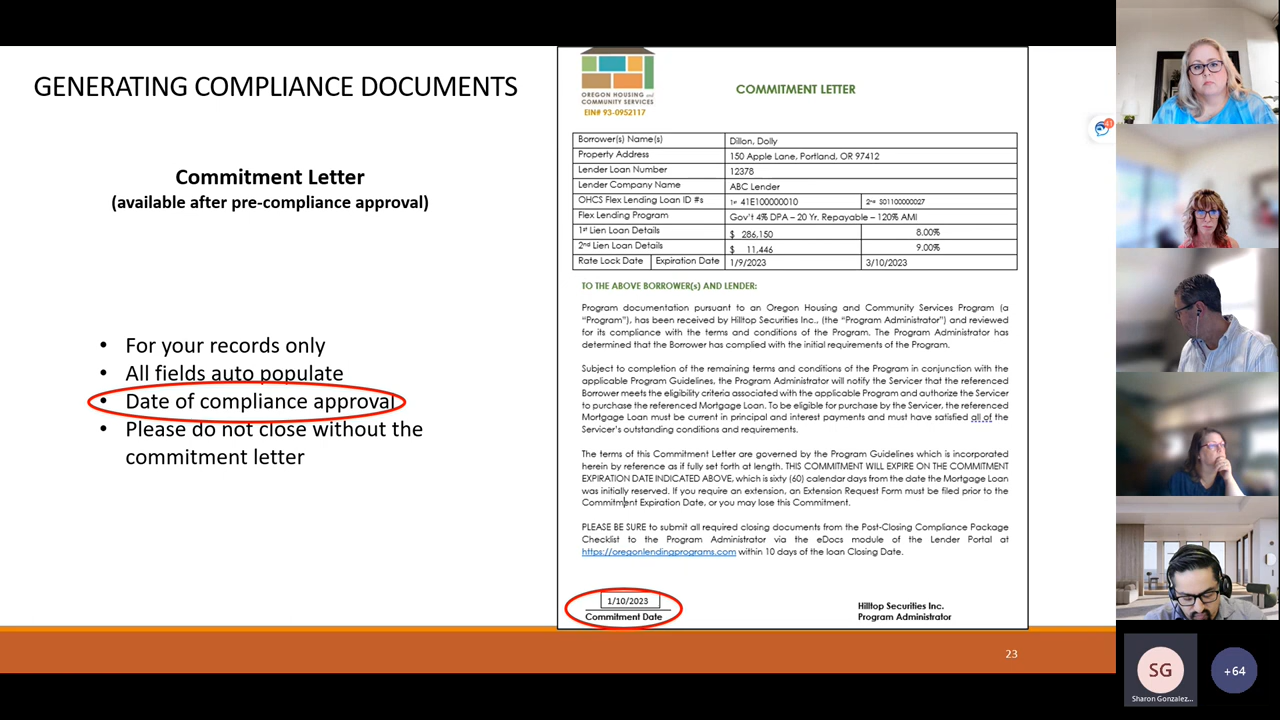 GENERATING COMPLIANCE DOCUMENTS
Commitment Letter
(available after pre-compliance approval)
• For your records only
• All fields auto populate
• Date of compliance approval
• Please do not close without the
commitment letter
OREGON HOUSING and
COMMUNITY SERVICES
EIN# 93-0952117
COMMITMENT LETTER
Borrower(s) Name(s) Dillon, Dolly
Property Address 150 Apple Lane, Portland, OR 97412
Lender Loan Number 12378
Lender Company Name ABC Lender
OHCS Flex Lending Loan ID #s 1st 41E100000010 2nd S01100000027
Flex Lending Program Gov't 4% DPA – 20 Yr. Repayable – 120% AMI
1st Lien Loan Details $ 286,150 8.00%
2nd Lien Loan Details $ 11,446 9.00%
Rate Lock Date Expiration Date 1/9/2023 3/10/2023
TO THE ABOVE BORROWER(s) AND LENDER:
Program documentation pursuant to an Oregon Housing and Community Services Program (a
"Program"), has been received by Hilltop Securities Inc., (the "Program Administrator") and reviewed
for its compliance with the terms and conditions of the Program. The Program Administrator has
determined that the Borrower has complied with the initial requirements of the Program.
Subject to completion of the remaining terms and conditions of the Program in conjunction with the
applicable Program Guidelines, the Program Administrator will notify the Servicer that the referenced
Borrower meets the eligibility criteria associated with the applicable Program and authorize the Servicer
to purchase the referenced Mortgage Loan. To be eligible for purchase by the Servicer, the referenced
Mortgage Loan must be current in principal and interest payments and must have satisfied all of the
Servicer's outstanding conditions and requirements.
The terms of this Commitment Letter are governed by the Program Guidelines which is incorporated
herein by reference as if fully set forth at length. THIS COMMITMENT WILL EXPIRE ON THE COMMITMENT
EXPIRATION DATE INDICATED ABOVE, which is sixty (60) calendar days from the date the Mortgage Loan
was initially reserved. If you require an extension, an Extension Request Form must be filed prior to the
Commitment Expiration Date, or you may lose this Commitment.
PLEASE BE SURE to submit all required closing documents from the Post-Closing Compliance Package
Checklist to the Program Administrator via the eDocs module of the Lender Portal at
https://oregonlendingprograms.com within 10 days of the loan Closing Date.
1/10/2023
Commitment Date
Hilltop Securities Inc.
Program Administrator
23
41
SG
Sharon Gonzalez...
+64